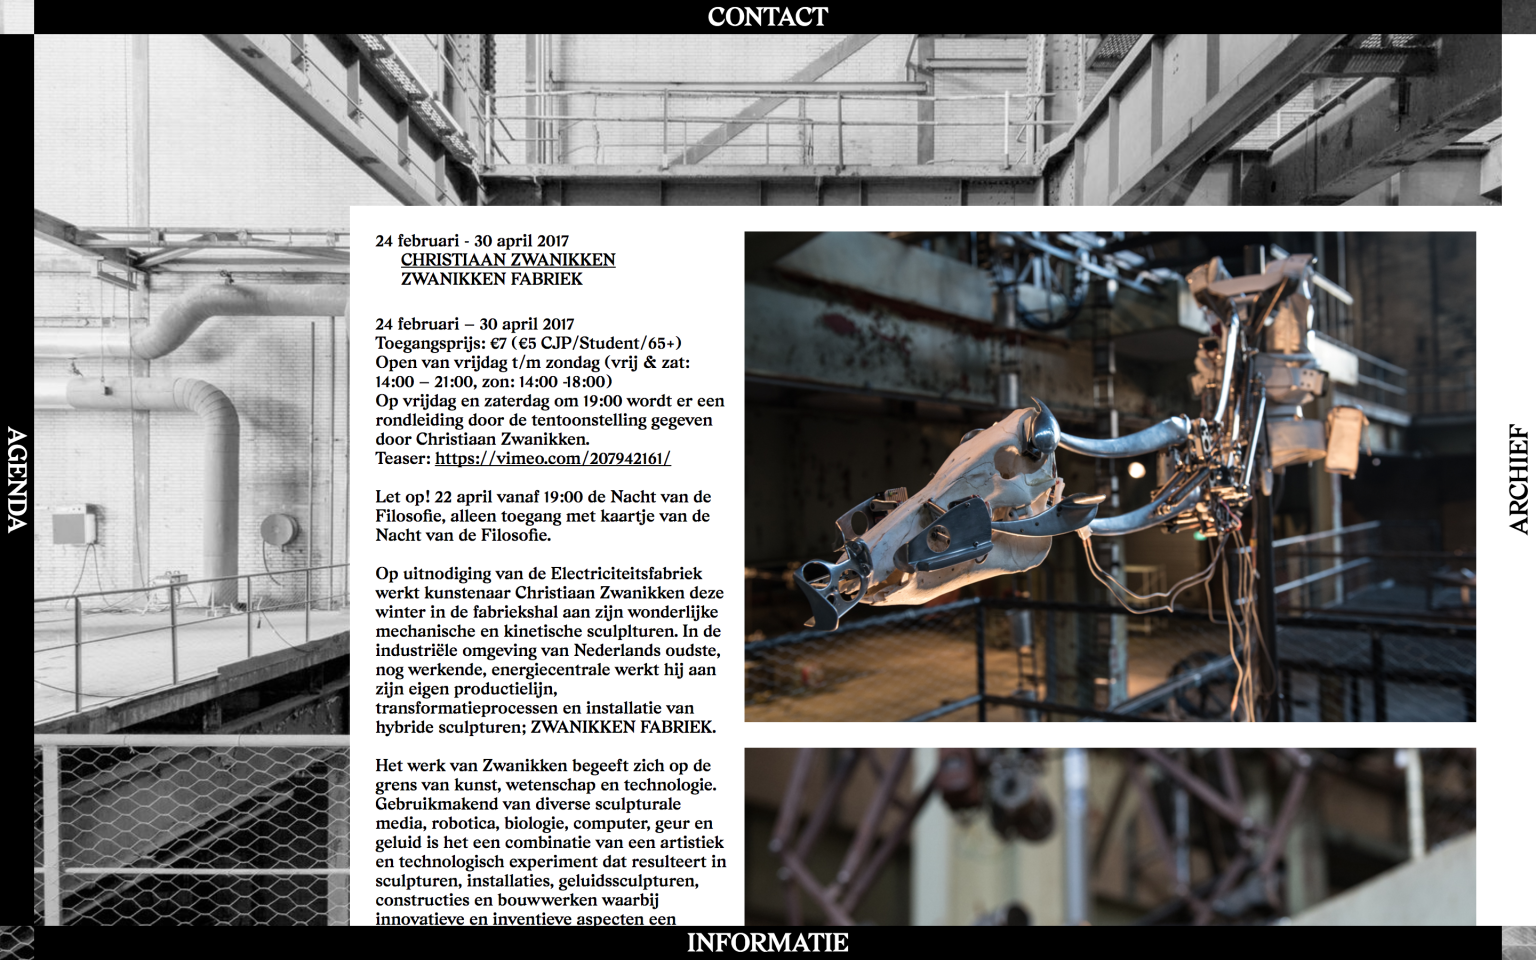 CONTACT
AGENDA
24 februari - 30 april 2017
CHRISTIAAN ZWANIKKEN
ZWANIKKEN FABRIEK
24 februari – 30 april 2017
Toegangsprijs: €7 (€5 CJP/Student/65+)
Open van vrijdag t/m zondag (vrij & zat:
14:00 – 21:00, zon: 14:00 -18:00)
Op vrijdag en zaterdag om 19:00 wordt er een
rondleiding door de tentoonstelling gegeven
door Christiaan Zwanikken.
Teaser: https://vimeo.com/207942161/
Let op! 22 april vanaf 19:00 de Nacht van de
Filosofie, alleen toegang met kaartje van de
Nacht van de Filosofie.
Op uitnodiging van de Electriciteitsfabriek
werkt kunstenaar Christiaan Zwanikken deze
winter in de fabriekshal aan zijn wonderlijke
mechanische en kinetische sculplturen. In de
industriële omgeving van Nederlands oudste,
nog werkende, energiecentrale werkt hij aan
zijn eigen productielijn,
transformatieprocessen en installatie van
hybride sculpturen; ZWANIKKEN FABRIEK.
Het werk van Zwanikken begeeft zich op de
grens van kunst, wetenschap en technologie.
Gebruikmakend van diverse sculpturale
media, robotica, biologie, computer, geur en
geluid is het een combinatie van een artistiek
en technologisch experiment dat resulteert in
sculpturen, installaties, geluidssculpturen,
constructies en bouwwerken waarbij
innovatieve en inventieve aspecten een
ARCHIEF
INFORMATIE